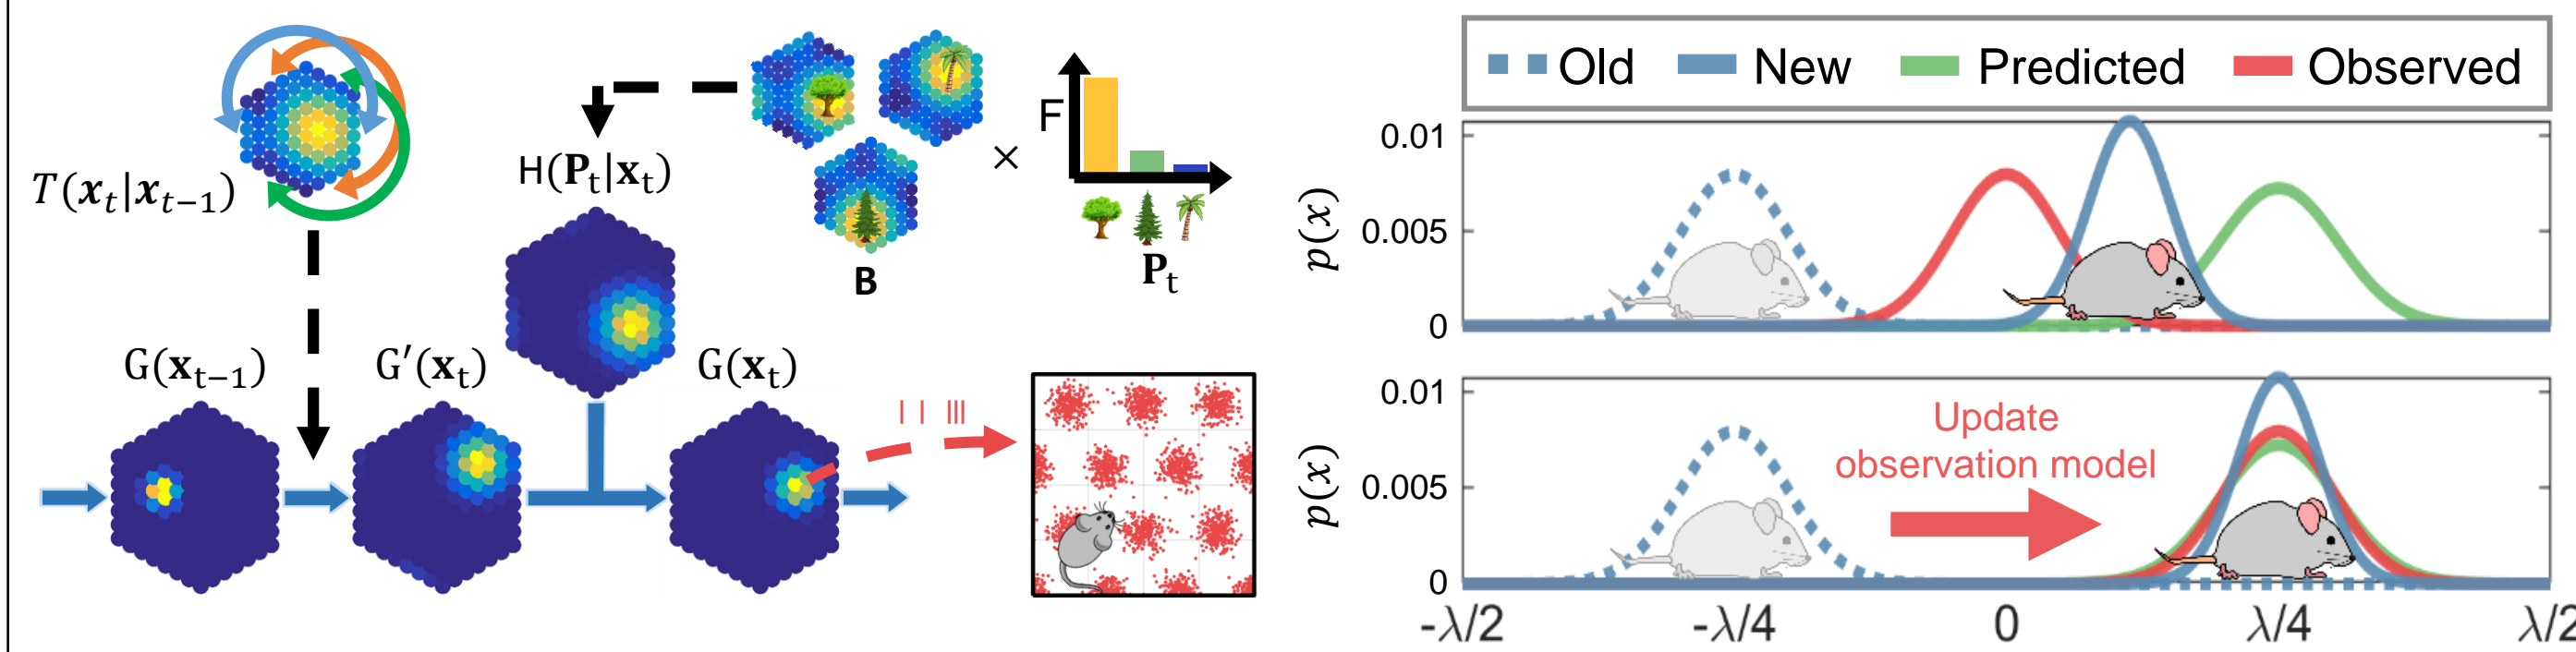 T(x_t|x_{t−1})
G(x_{t−1})
G′(x_t)
H(P_t|x_t)
G(x_t)
B
×
F
P_t
Old New Predicted Observed
p(x)
0.01
0.005
0
p(x)
0.01
0.005
0
Update
observation model
-λ/2 -λ/4 0 λ/4 λ/2